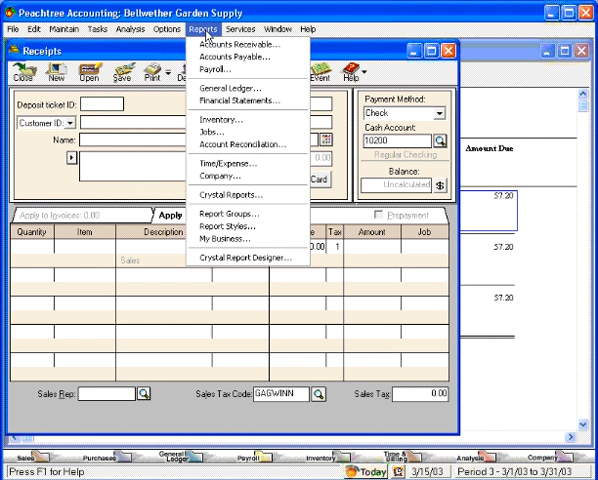 Peachtree Accounting: Bellwether Garden Supply
File Edit Maintain Tasks Analysis Options Reports Services Window Help
Receipts
Close New Open Save Print Event Help
Accounts Receivable...
Accounts Payable...
Payroll...
General Ledger...
Financial Statements...
Inventory...
Jobs...
Account Reconciliation...
Time/Expense...
Company...
Crystal Reports...
Report Groups...
Report Styles...
My Business...
Crystal Report Designer...
Deposit ticket ID:
Customer ID:
Name:
0.00
Card
Payment Method:
Check
Cash Account:
10200
Regular Checking
Balance:
Uncalculated
Amount Due
57.20
57.20
57.20
Apply to Invoices: 0.00 Apply Prepayment
Quantity Item Description Tax Amount Job
0.00 1
Sales
Sales Rep: Sales Tax Code: GAGWINN Sales Tax: 0.00
Sales Purchases General Ledger Payroll Inventory Time & Billing Analysis Company
Press F1 for Help Today 3/15/03 Period 3 - 3/1/03 to 3/31/03